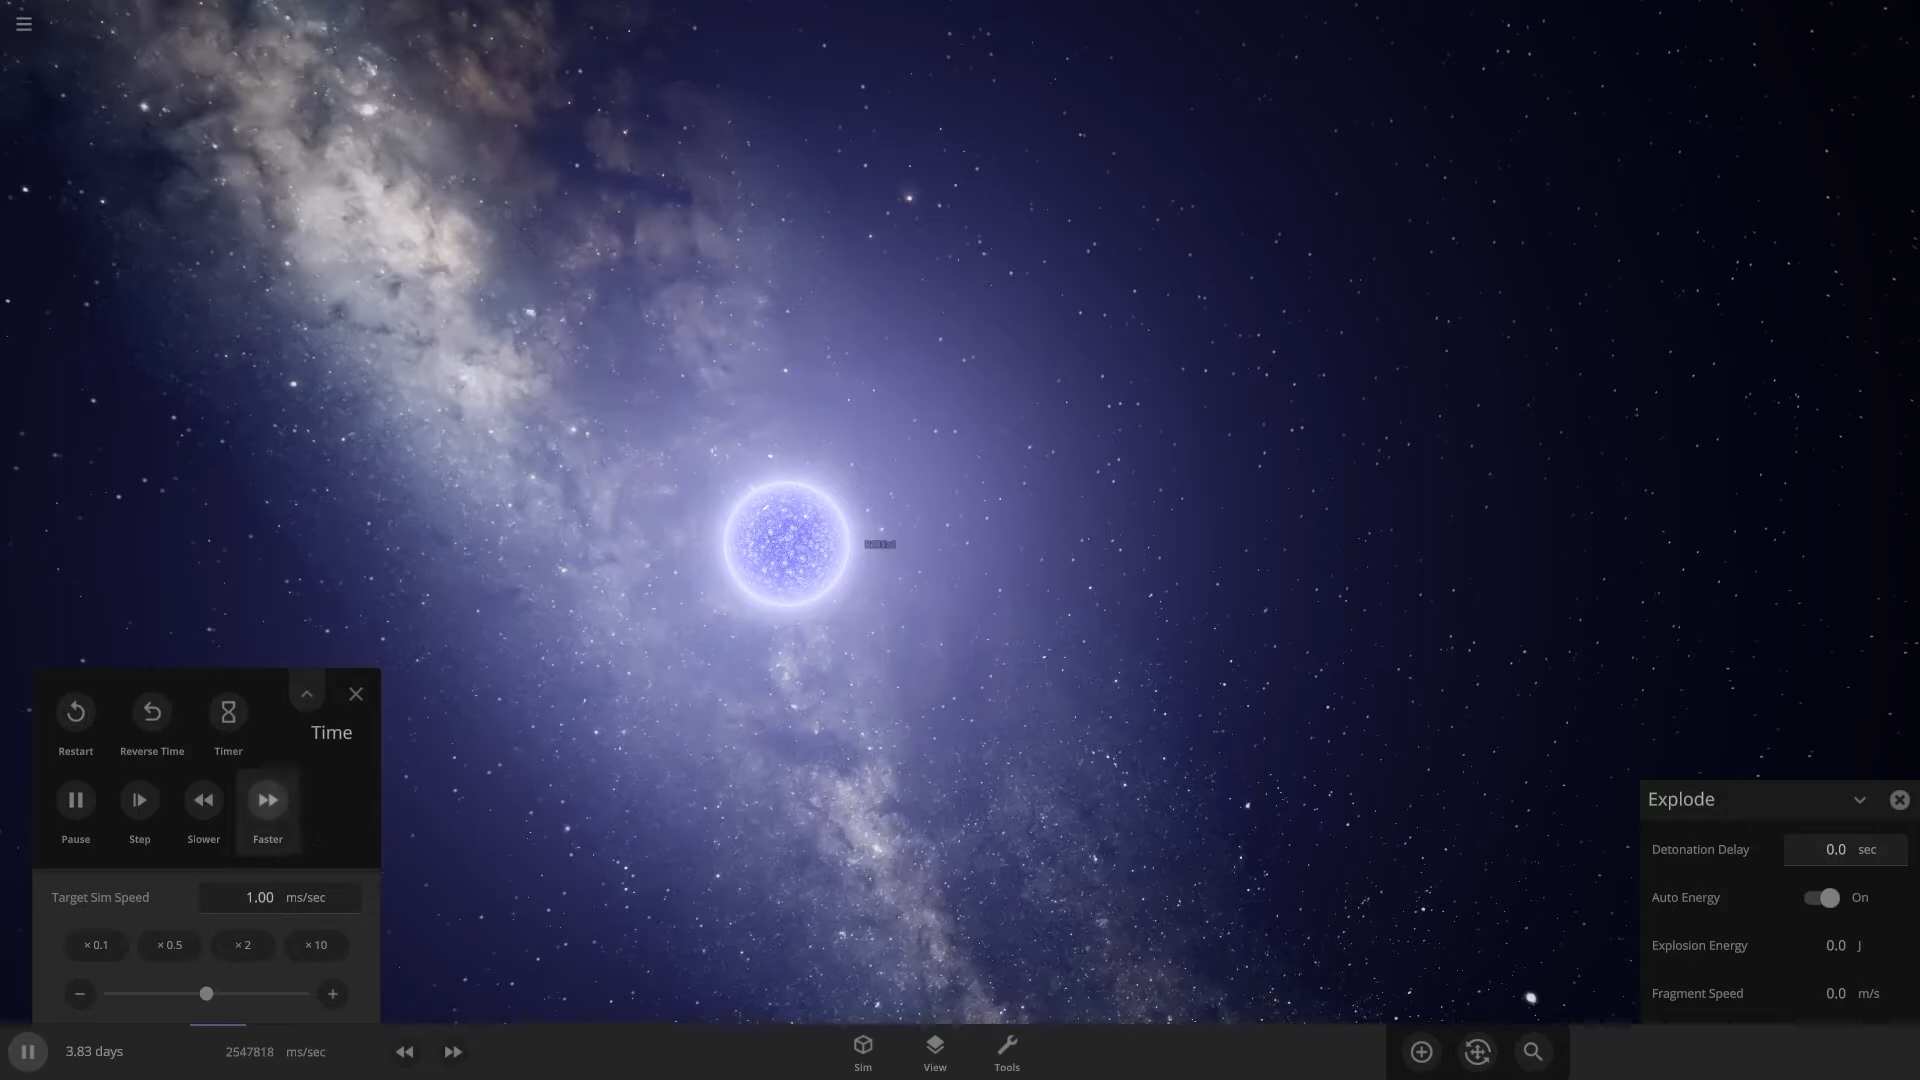 Restart
Reverse Time
Timer
Time
Pause
Step
Slower
Faster
Target Sim Speed 1.00 ms/sec
× 0.1 × 0.5 × 2 × 10
3.83 days 2547818 ms/sec
Sim
View
Tools
Explode
Detonation Delay 0.0 sec
Auto Energy On
Explosion Energy 0.0 J
Fragment Speed 0.0 m/s